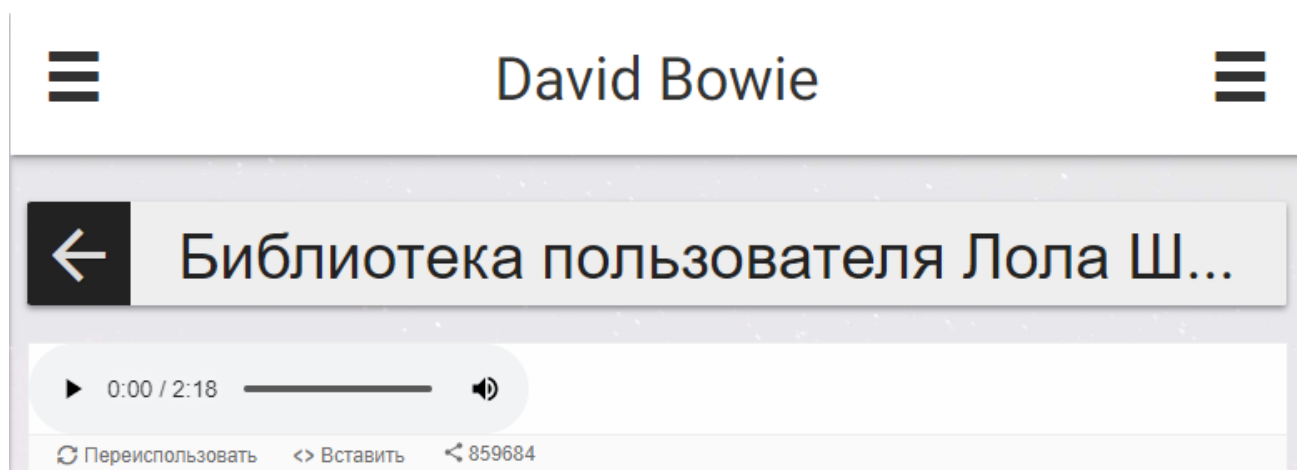 David Bowie
Библиотека пользователя Лола Ш...
0:00 / 2:18
Переиспользовать <> Вставить 859684